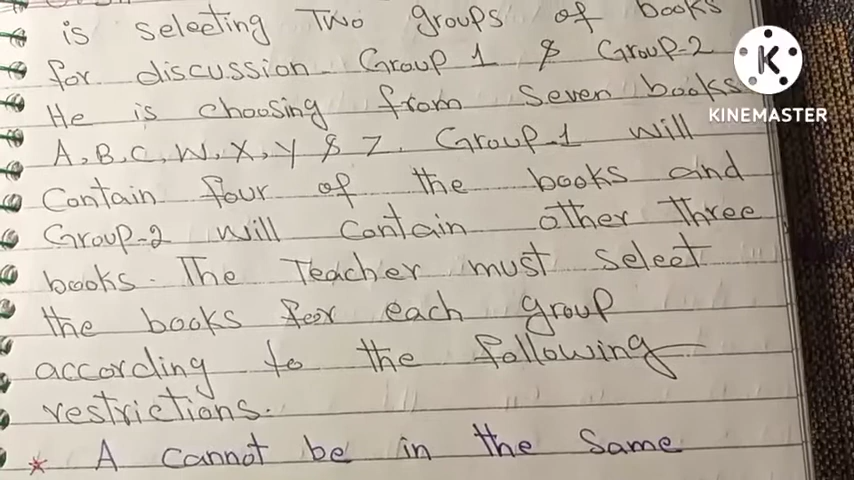 is selecting Two groups of books
for discussion Group 1 & Group-2
He is choosing from seven books
A, B, C, W, X, Y & Z. Group-1 will
Contain four of the books and
Group-2 will contain other three
books. The Teacher must select
the books for each group
according to the following
restrictions.
* A cannot be in the same
K
KINEMASTER